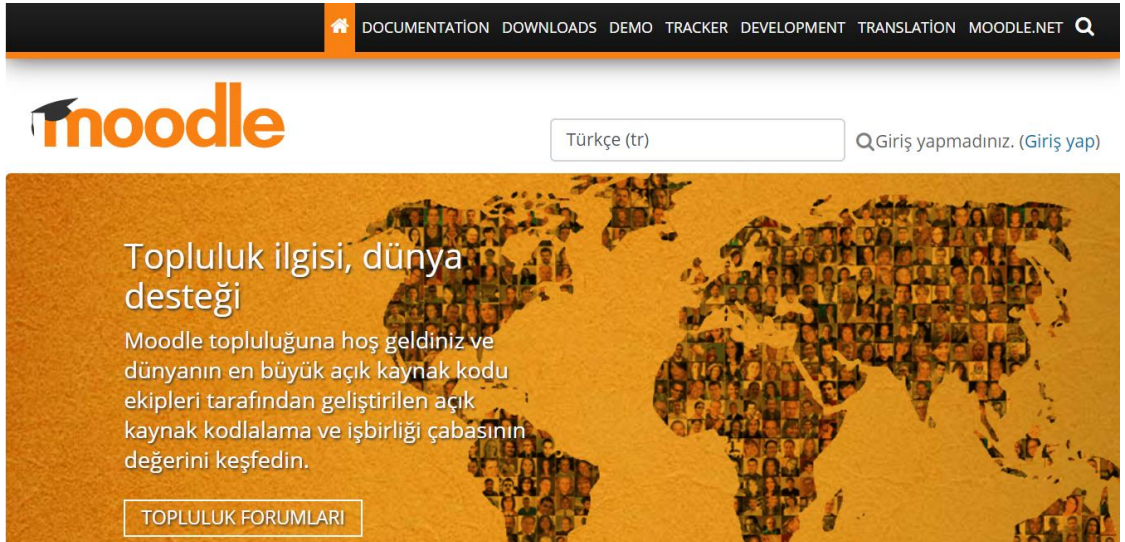 DOCUMENTATİON DOWNLOADS DEMO TRACKER DEVELOPMENT TRANSLATİON MOODLE.NET
moodle
Türkçe (tr)
Giriş yapmadınız. (Giriş yap)
Topluluk ilgisi, dünya
desteği
Moodle topluluğuna hoş geldiniz ve
dünyanın en büyük açık kaynak kodu
ekipleri tarafından geliştirilen açık
kaynak kodlalama ve işbirliği çabasının
değerini keşfedin.
TOPLULUK FORUMLARI